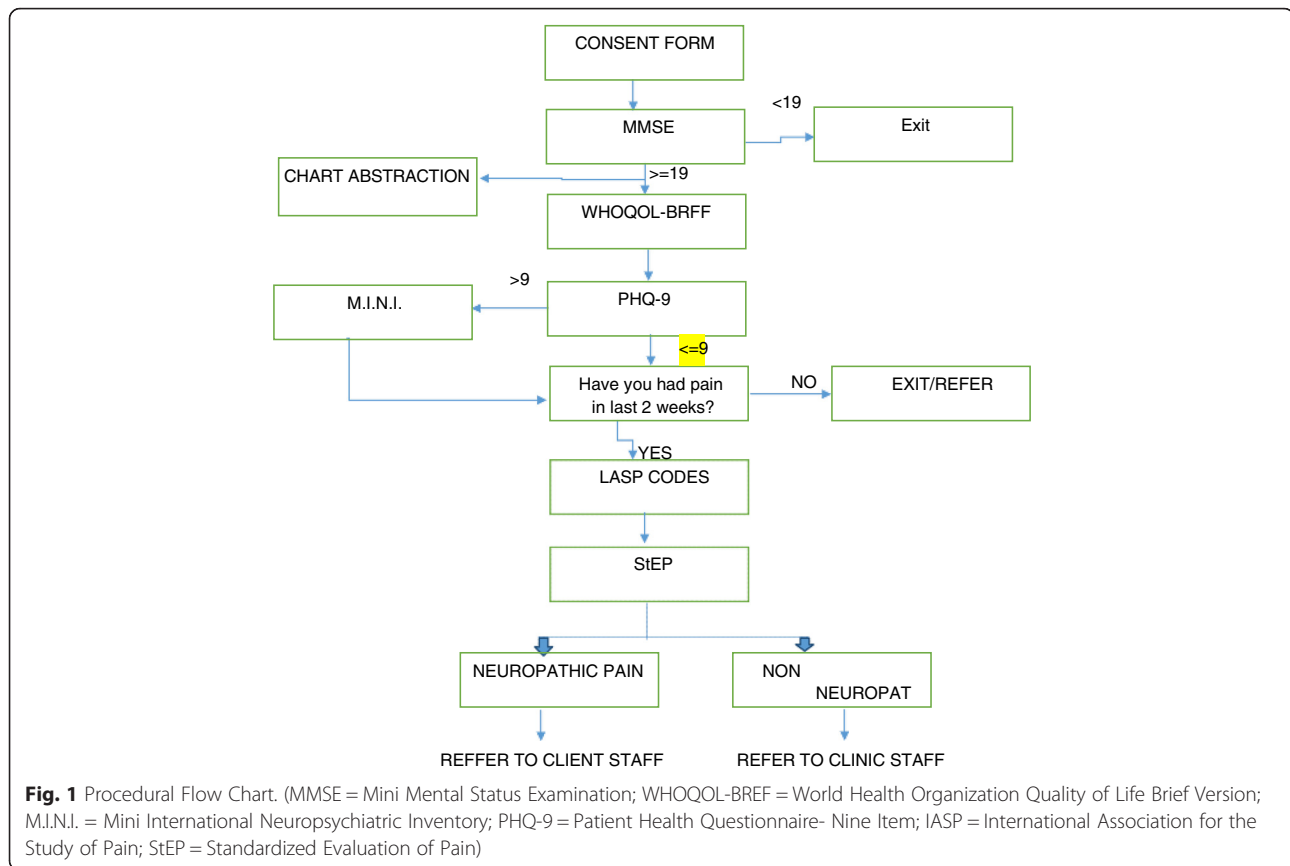 CONSENT FORM
<19
MMSE
Exit
CHART ABSTRACTION
>=19
WHOQOL-BRFF
>9
M.I.N.I.
PHQ-9
<=9
Have you had pain
in last 2 weeks?
NO
EXIT/REFER
YES
LASP CODES
StEP
NEUROPATHIC PAIN
NON
NEUROPAT
REFFER TO CLIENT STAFF
REFER TO CLINIC STAFF
Fig. 1 Procedural Flow Chart. (MMSE = Mini Mental Status Examination; WHOQOL-BREF = World Health Organization Quality of Life Brief Version;
M.I.N.I. = Mini International Neuropsychiatric Inventory; PHQ-9 = Patient Health Questionnaire- Nine Item; IASP = International Association for the
Study of Pain; StEP = Standardized Evaluation of Pain)